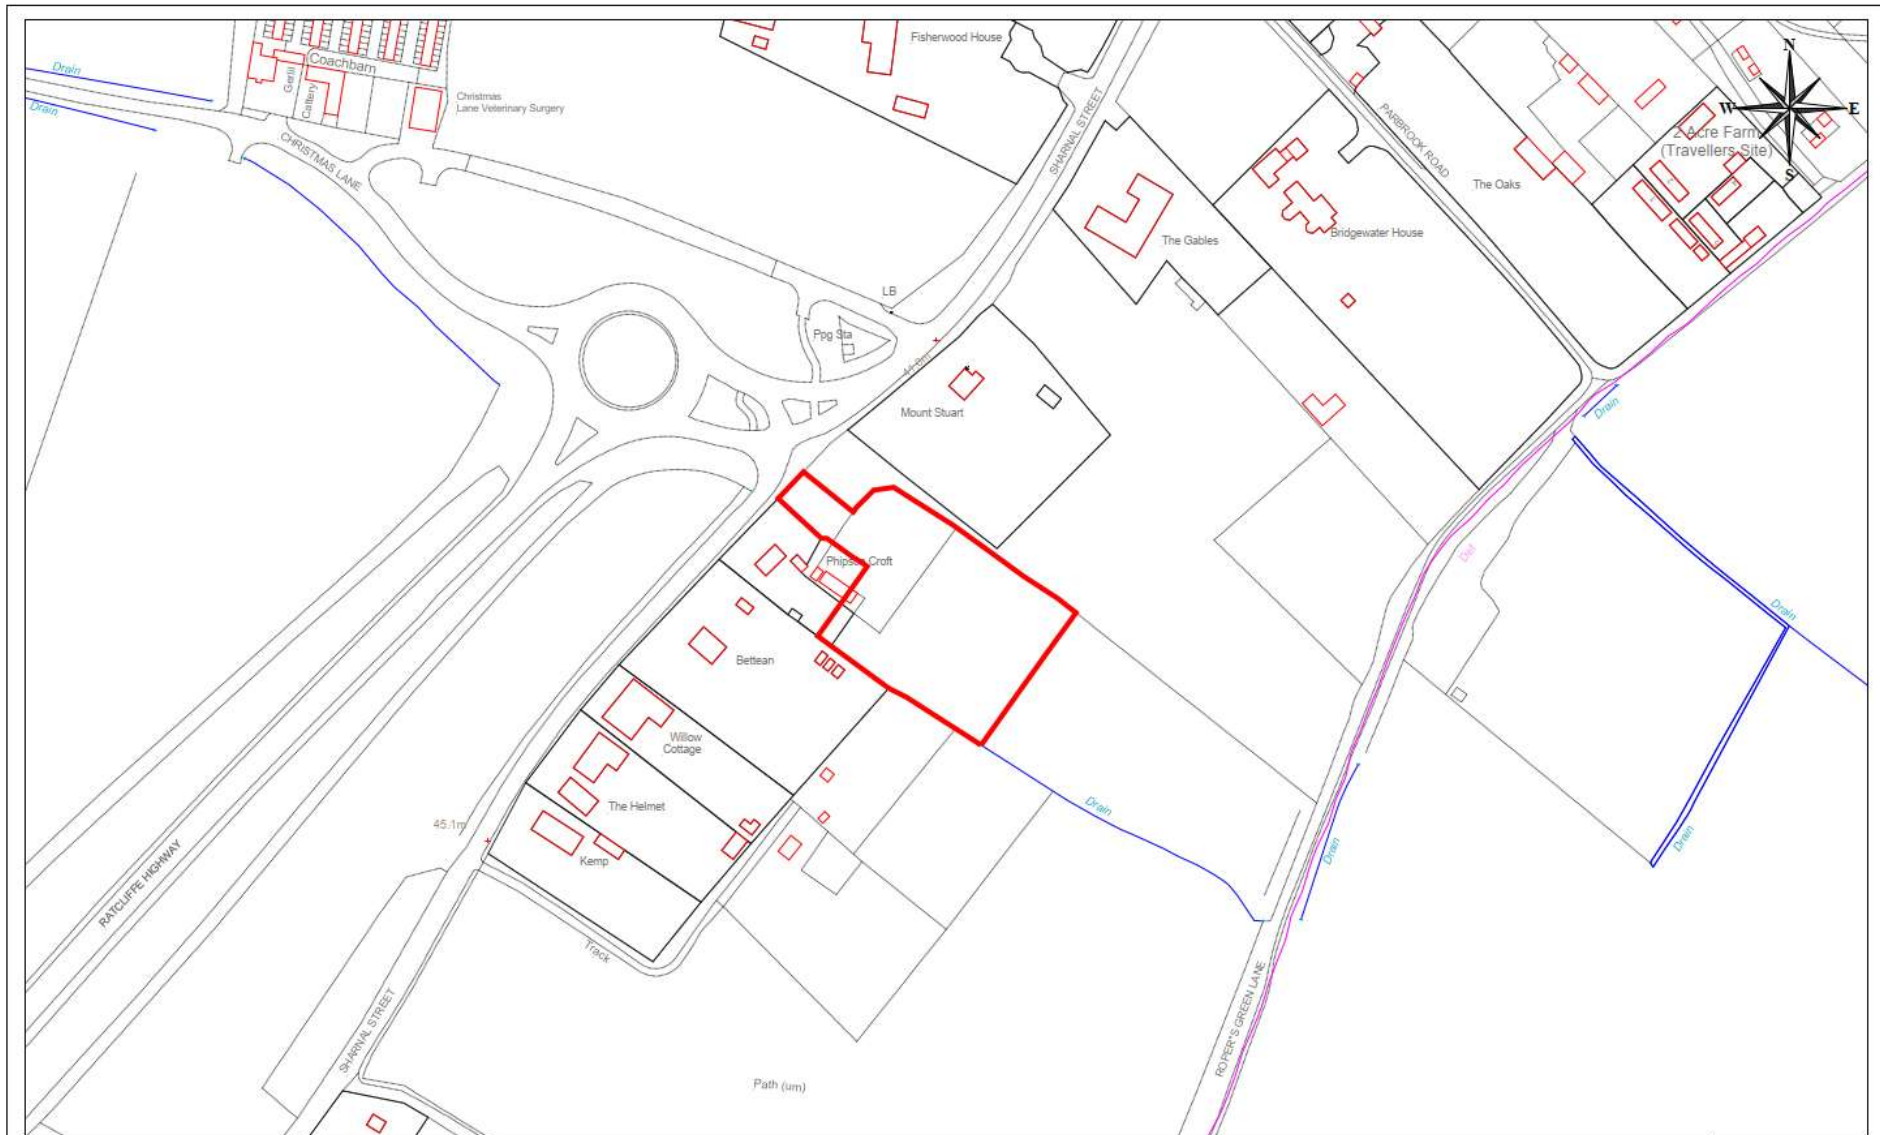 Fisherwood House
Drain
Coachbarn
Gerlil
Cattery
Christmas
Lane Veterinary Surgery
Drain
N
W
E
S
SHARNAL STREET
PARBROOK ROAD
2 Acre Farm
(Travellers Site)
CHRISTMAS LANE
The Oaks
The Gables
Bridgewater House
LB
Ppg Sta
Mount Stuart
Drain
Def
Phipson Croft
Drain
Bettean
Willow
Cottage
The Helmet
Drain
45.1m
Drain
Drain
Kemp
RATCLIFFE HIGHWAY
Track
SHARNAL STREET
ROPER'S GREEN LANE
Path (um)